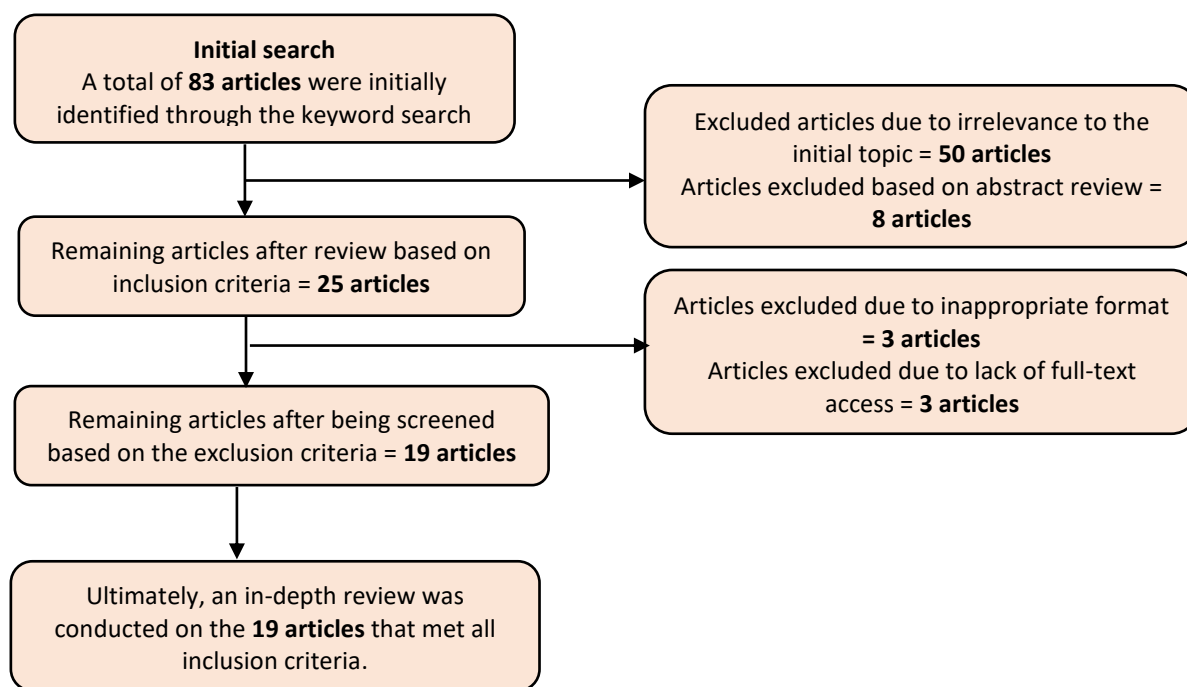 Initial search
A total of 83 articles were initially
identified through the keyword search
Excluded articles due to irrelevance to the
initial topic = 50 articles
Articles excluded based on abstract review =
8 articles
Remaining articles after review based on
inclusion criteria = 25 articles
Articles excluded due to inappropriate format
= 3 articles
Articles excluded due to lack of full-text
access = 3 articles
Remaining articles after being screened
based on the exclusion criteria = 19 articles
Ultimately, an in-depth review was
conducted on the 19 articles that met all
inclusion criteria.